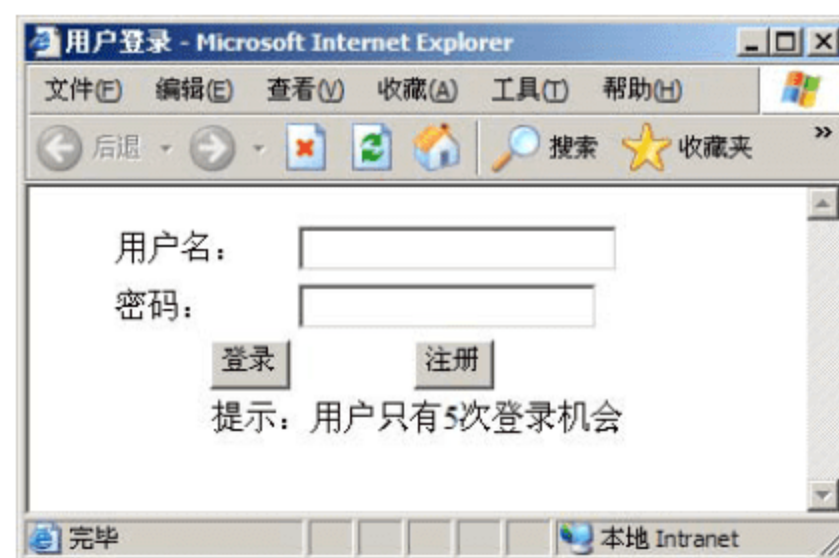 用户登录 - Microsoft Internet Explorer
文件(F) 编辑(E) 查看(V) 收藏(A) 工具(T) 帮助(H)
后退 搜索 收藏夹 »
用户名：
密码：
登录 注册
提示：用户只有5次登录机会
完毕 本地 Intranet